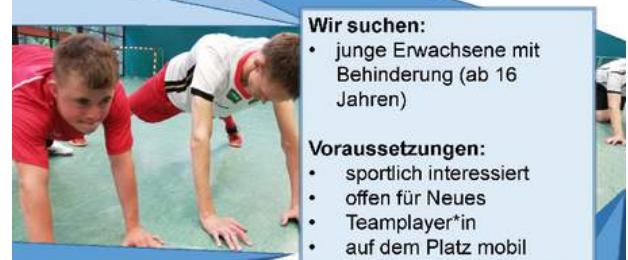 Wir suchen:
• junge Erwachsene mit
Behinderung (ab 16
Jahren)
Voraussetzungen:
• sportlich interessiert
• offen für Neues
• Teamplayer*in
• auf dem Platz mobil